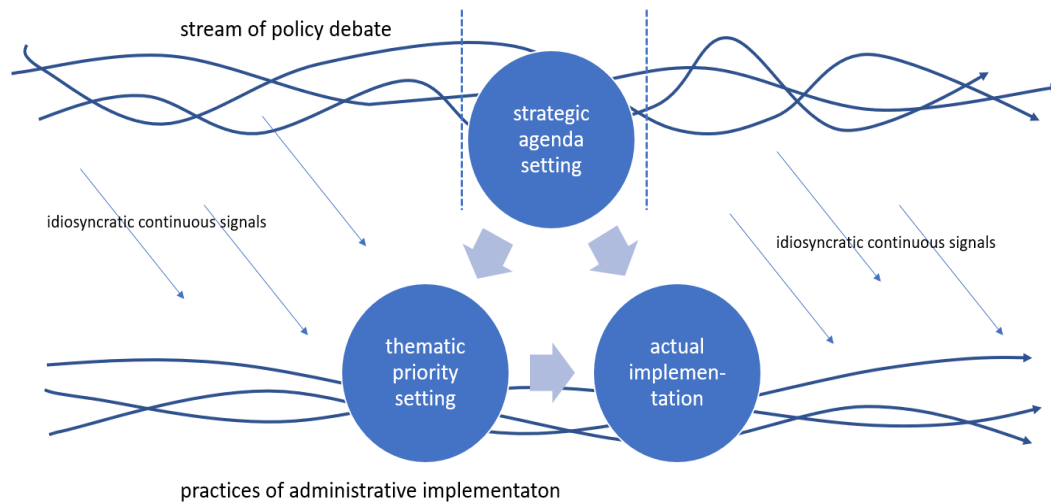 stream of policy debate
strategic
agenda
setting
idiosyncratic continuous signals
idiosyncratic continuous signals
thematic
priority
setting
actual
implemen-
tation
practices of administrative implementaton